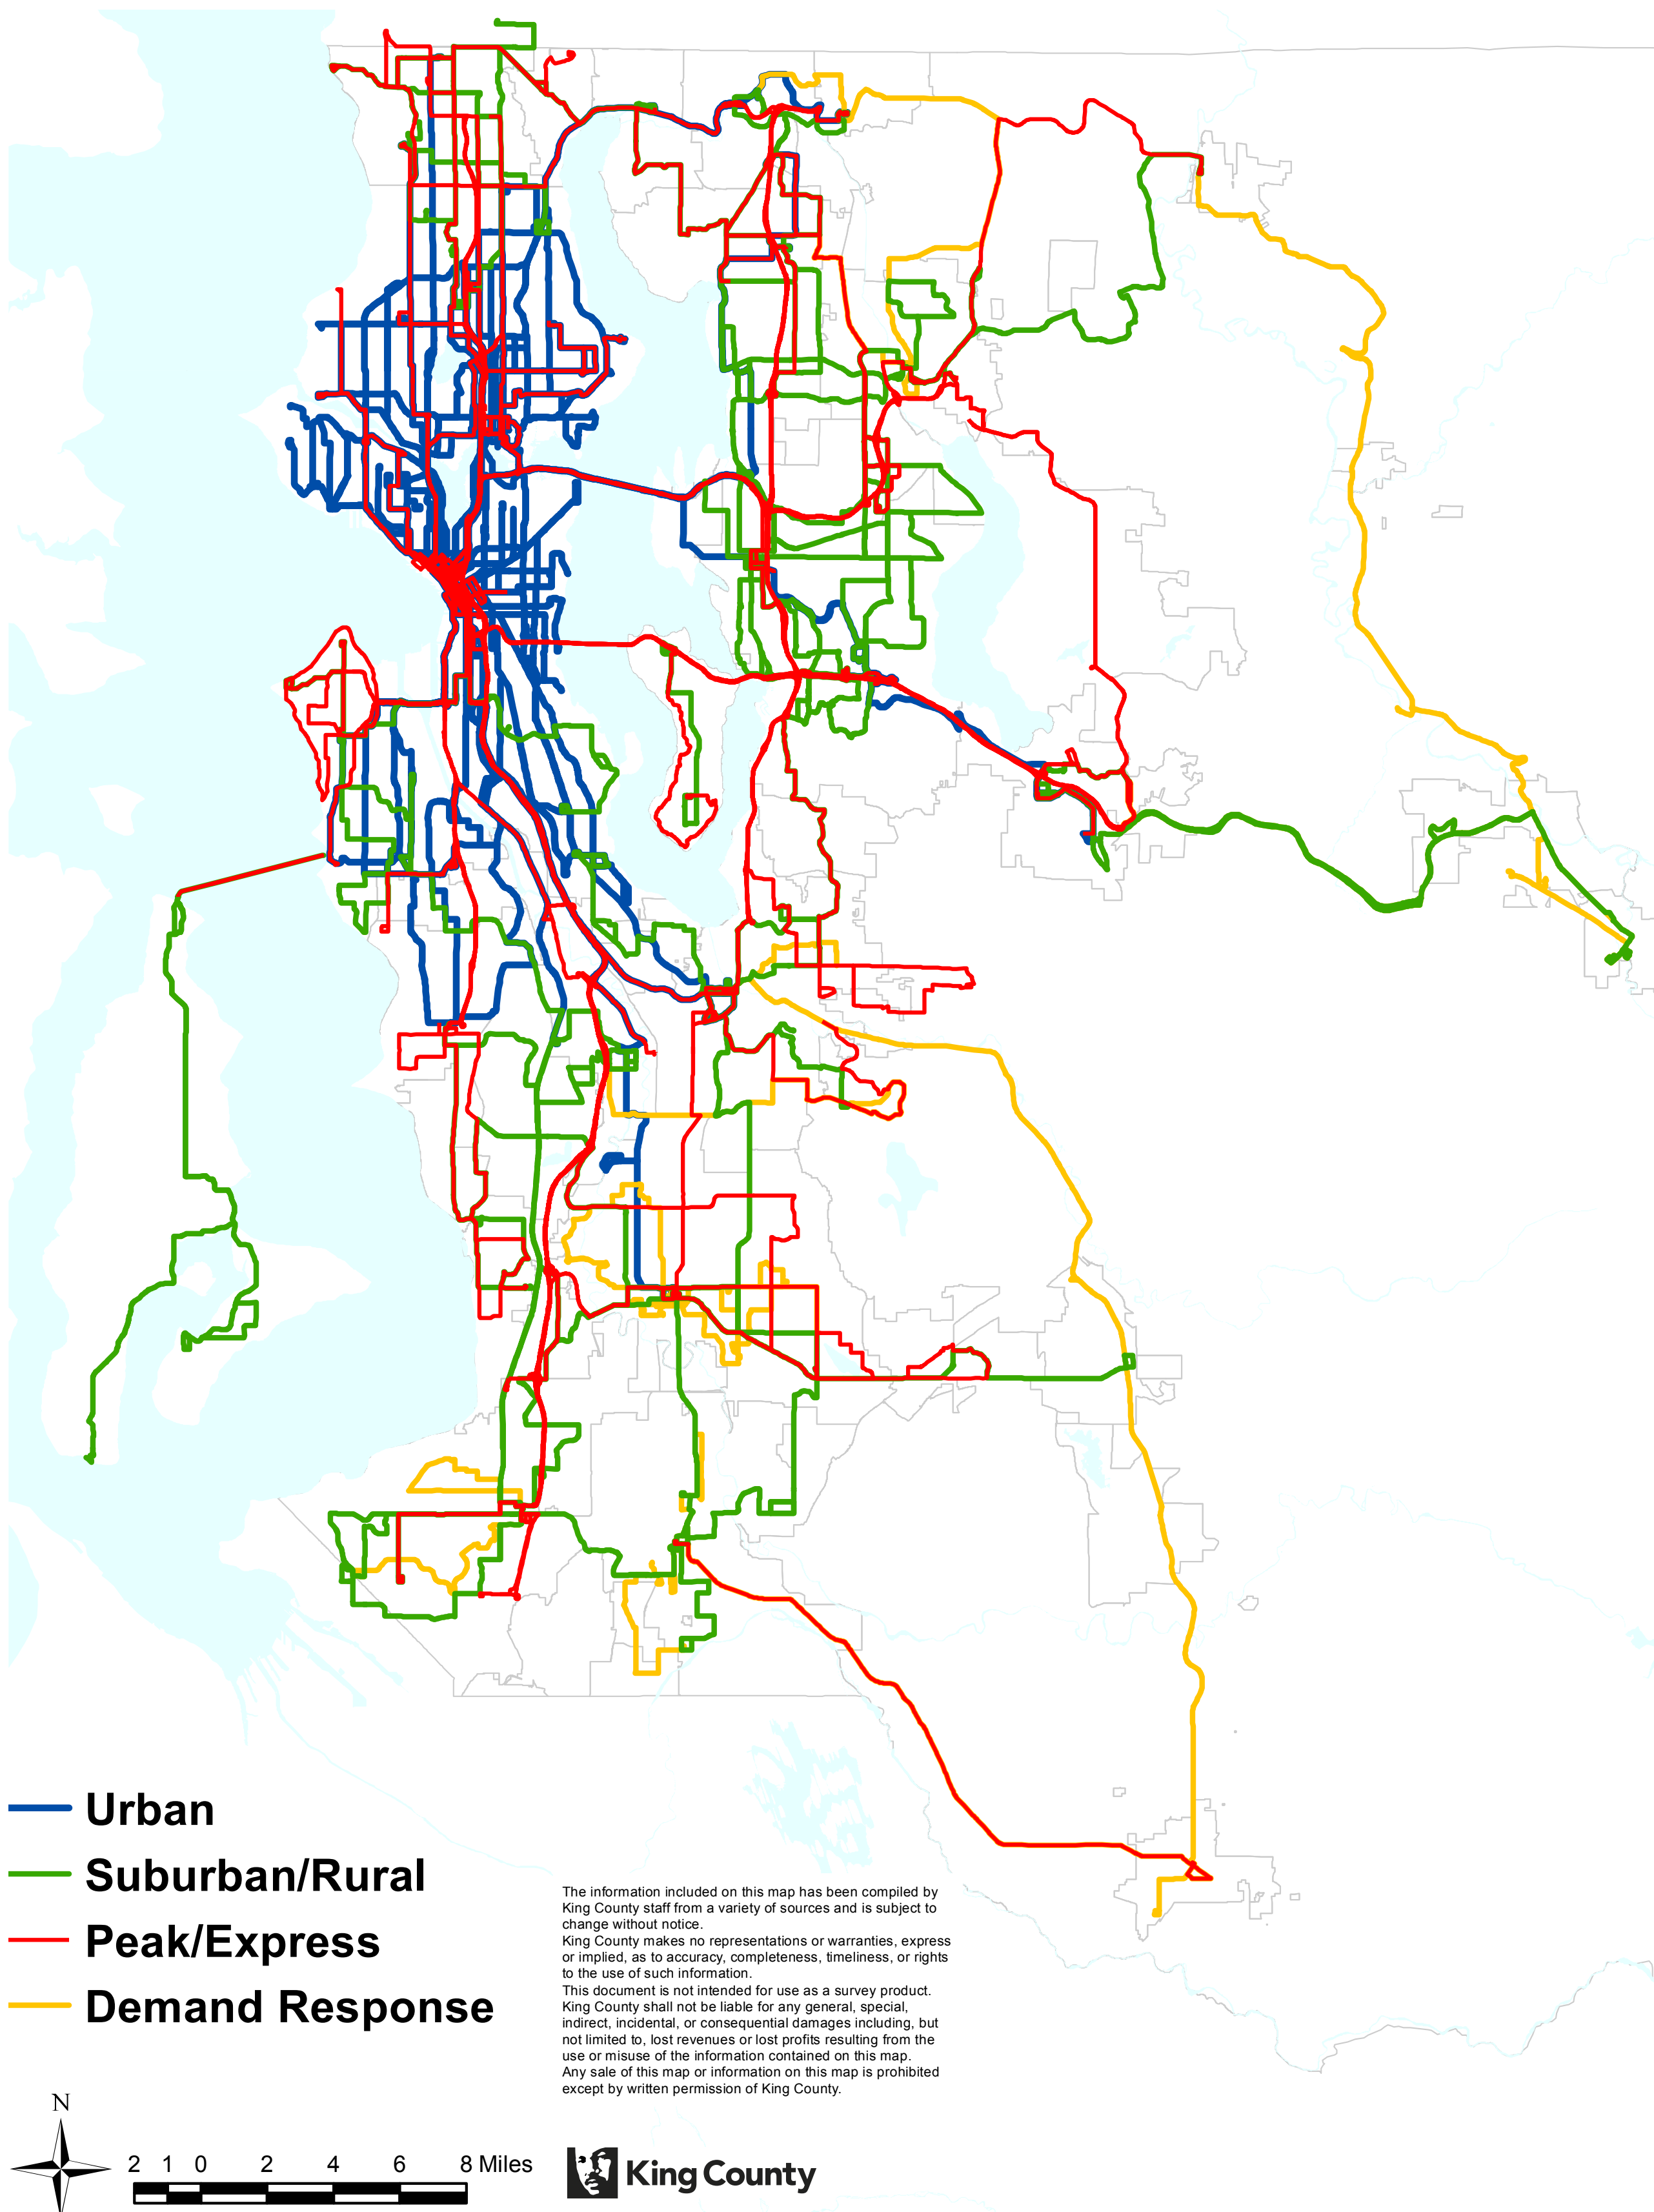 Urban
Suburban/Rural
Peak/Express
Demand Response
The information included on this map has been compiled by
King County staff from a variety of sources and is subject to
change without notice.
King County makes no representations or warranties, express
or implied, as to accuracy, completeness, timeliness, or rights
to the use of such information.
This document is not intended for use as a survey product.
King County shall not be liable for any general, special,
indirect, incidental, or consequential damages including, but
not limited to, lost revenues or lost profits resulting from the
use or misuse of the information contained on this map.
Any sale of this map or information on this map is prohibited
except by written permission of King County.
N
2 1 0 2 4 6 8 Miles
King County